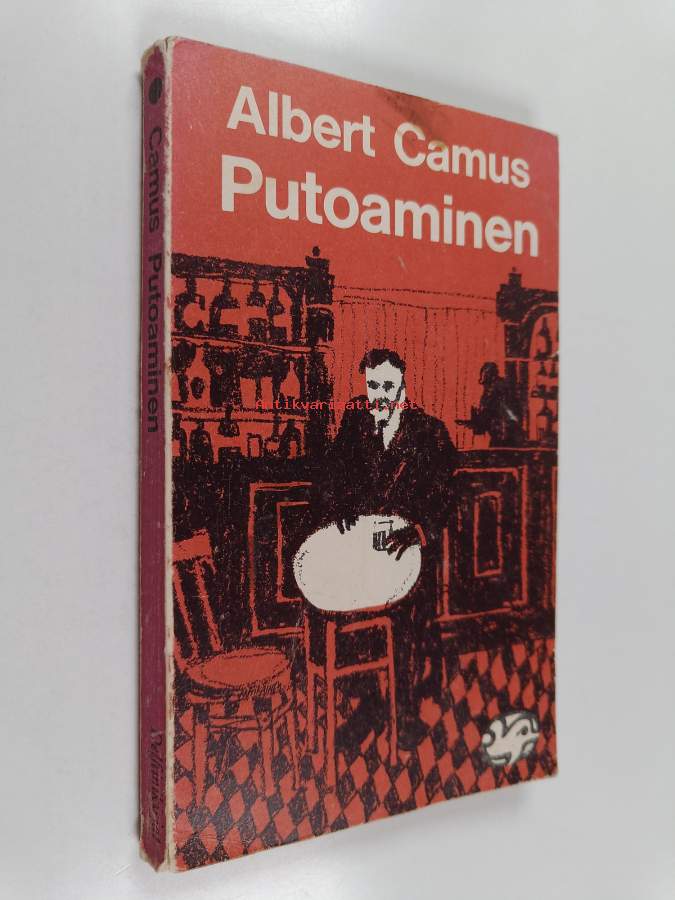 Albert Camus
Putoaminen
Camus Putoaminen
Antikvariaatti.net